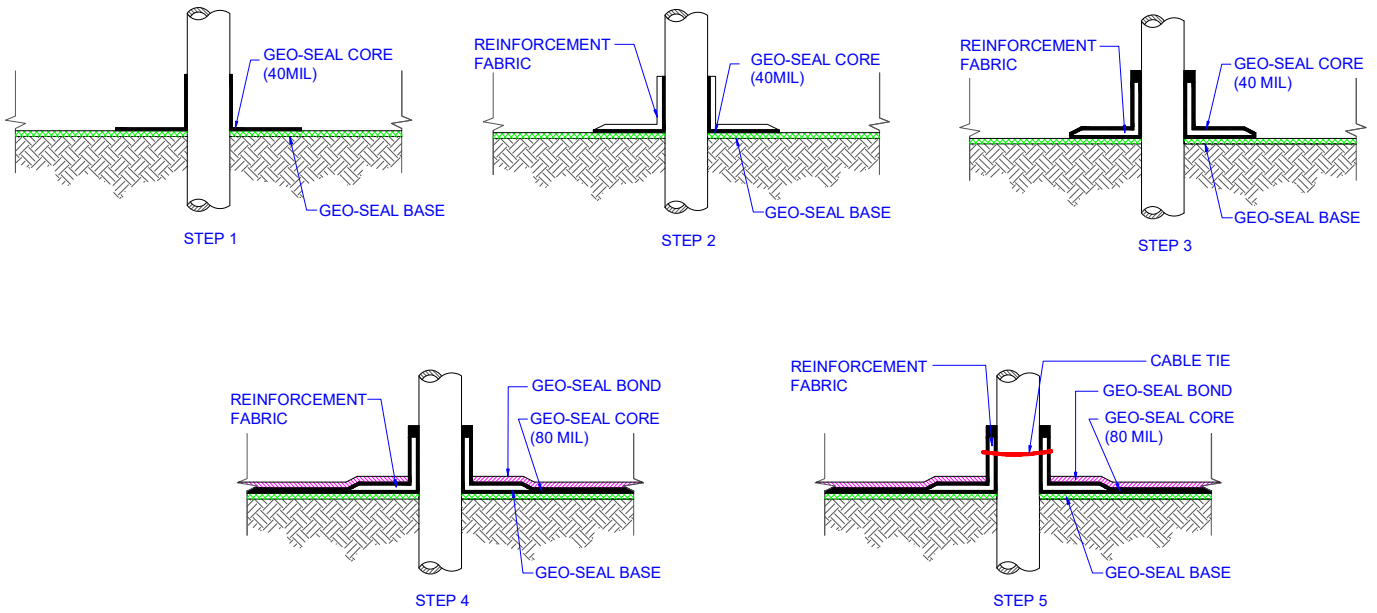 GEO-SEAL CORE
(40MIL)
GEO-SEAL BASE
STEP 1
REINFORCEMENT
FABRIC
GEO-SEAL CORE
(40MIL)
GEO-SEAL BASE
STEP 2
REINFORCEMENT
FABRIC
GEO-SEAL CORE
(40 MIL)
GEO-SEAL BASE
STEP 3
REINFORCEMENT
FABRIC
GEO-SEAL BOND
GEO-SEAL CORE
(80 MIL)
GEO-SEAL BASE
STEP 4
REINFORCEMENT
FABRIC
CABLE TIE
GEO-SEAL BOND
GEO-SEAL CORE
(80 MIL)
GEO-SEAL BASE
STEP 5